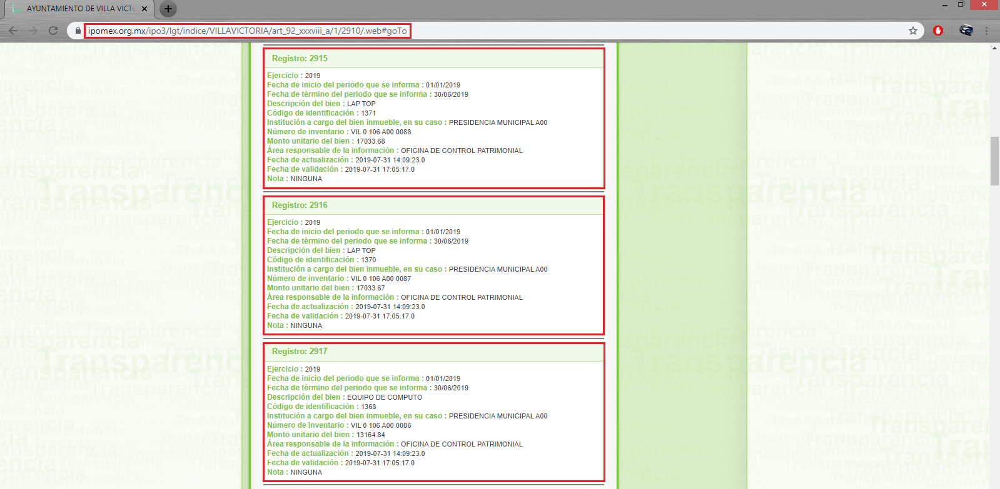 AYUNTAMIENTO DE VILLA VICTO
ipomex.org.mx/ipo3/lgt/indice/VILLAVICTORIA/art_92_xxxviii_a/1/2910/.web#goTo
Registro: 2915
Ejercicio : 2019
Fecha de inicio del periodo que se informa : 01/01/2019
Fecha de término del periodo que se informa : 30/06/2019
Descripción del bien : LAP TOP
Código de identificación : 1371
Institución a cargo del bien inmueble, en su caso : PRESIDENCIA MUNICIPAL A00
Número de inventario : VIL 0 106 A00 0088
Monto unitario del bien : 17033.68
Área responsable de la información : OFICINA DE CONTROL PATRIMONIAL
Fecha de actualización : 2019-07-31 14:09:23.0
Fecha de validación : 2019-07-31 17:05:17.0
Nota : NINGUNA
Registro: 2916
Ejercicio : 2019
Fecha de inicio del periodo que se informa : 01/01/2019
Fecha de término del periodo que se informa : 30/06/2019
Descripción del bien : LAP TOP
Código de identificación : 1370
Institución a cargo del bien inmueble, en su caso : PRESIDENCIA MUNICIPAL A00
Número de inventario : VIL 0 106 A00 0087
Monto unitario del bien : 17033.67
Área responsable de la información : OFICINA DE CONTROL PATRIMONIAL
Fecha de actualización : 2019-07-31 14:09:23.0
Fecha de validación : 2019-07-31 17:05:17.0
Nota : NINGUNA
Registro: 2917
Ejercicio : 2019
Fecha de inicio del periodo que se informa : 01/01/2019
Fecha de término del periodo que se informa : 30/06/2019
Descripción del bien : EQUIPO DE COMPUTO
Código de identificación : 1368
Institución a cargo del bien inmueble, en su caso : PRESIDENCIA MUNICIPAL A00
Número de inventario : VIL 0 106 A00 0086
Monto unitario del bien : 13164.84
Área responsable de la información : OFICINA DE CONTROL PATRIMONIAL
Fecha de actualización : 2019-07-31 14:09:23.0
Fecha de validación : 2019-07-31 17:05:17.0
Nota : NINGUNA